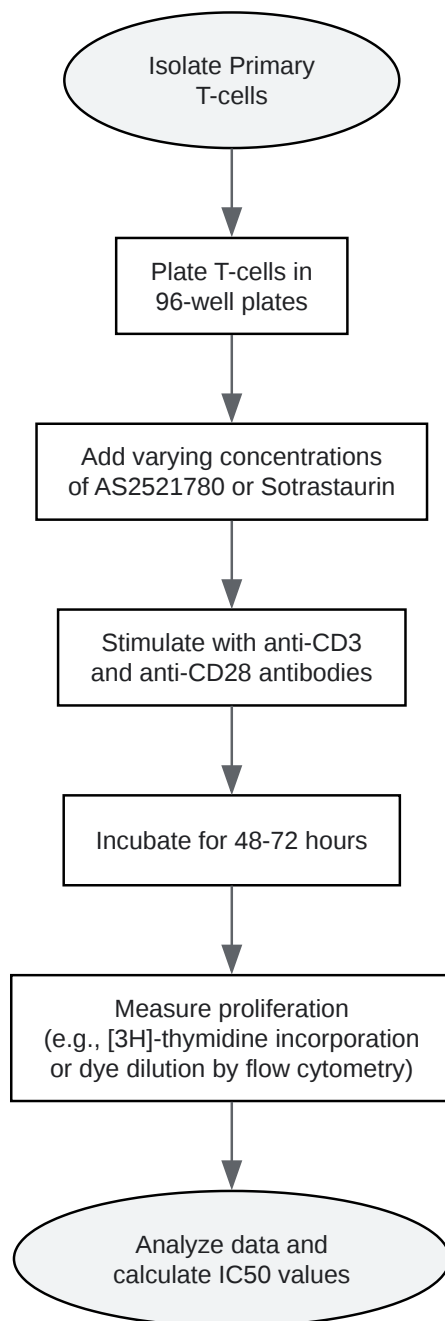 Isolate Primary
T-cells
Plate T-cells in
96-well plates
Add varying concentrations
of AS2521780 or Sotrastaurin
Stimulate with anti-CD3
and anti-CD28 antibodies
Incubate for 48-72 hours
Measure proliferation
(e.g., [3H]-thymidine incorporation
or dye dilution by flow cytometry)
Analyze data and
calculate IC50 values